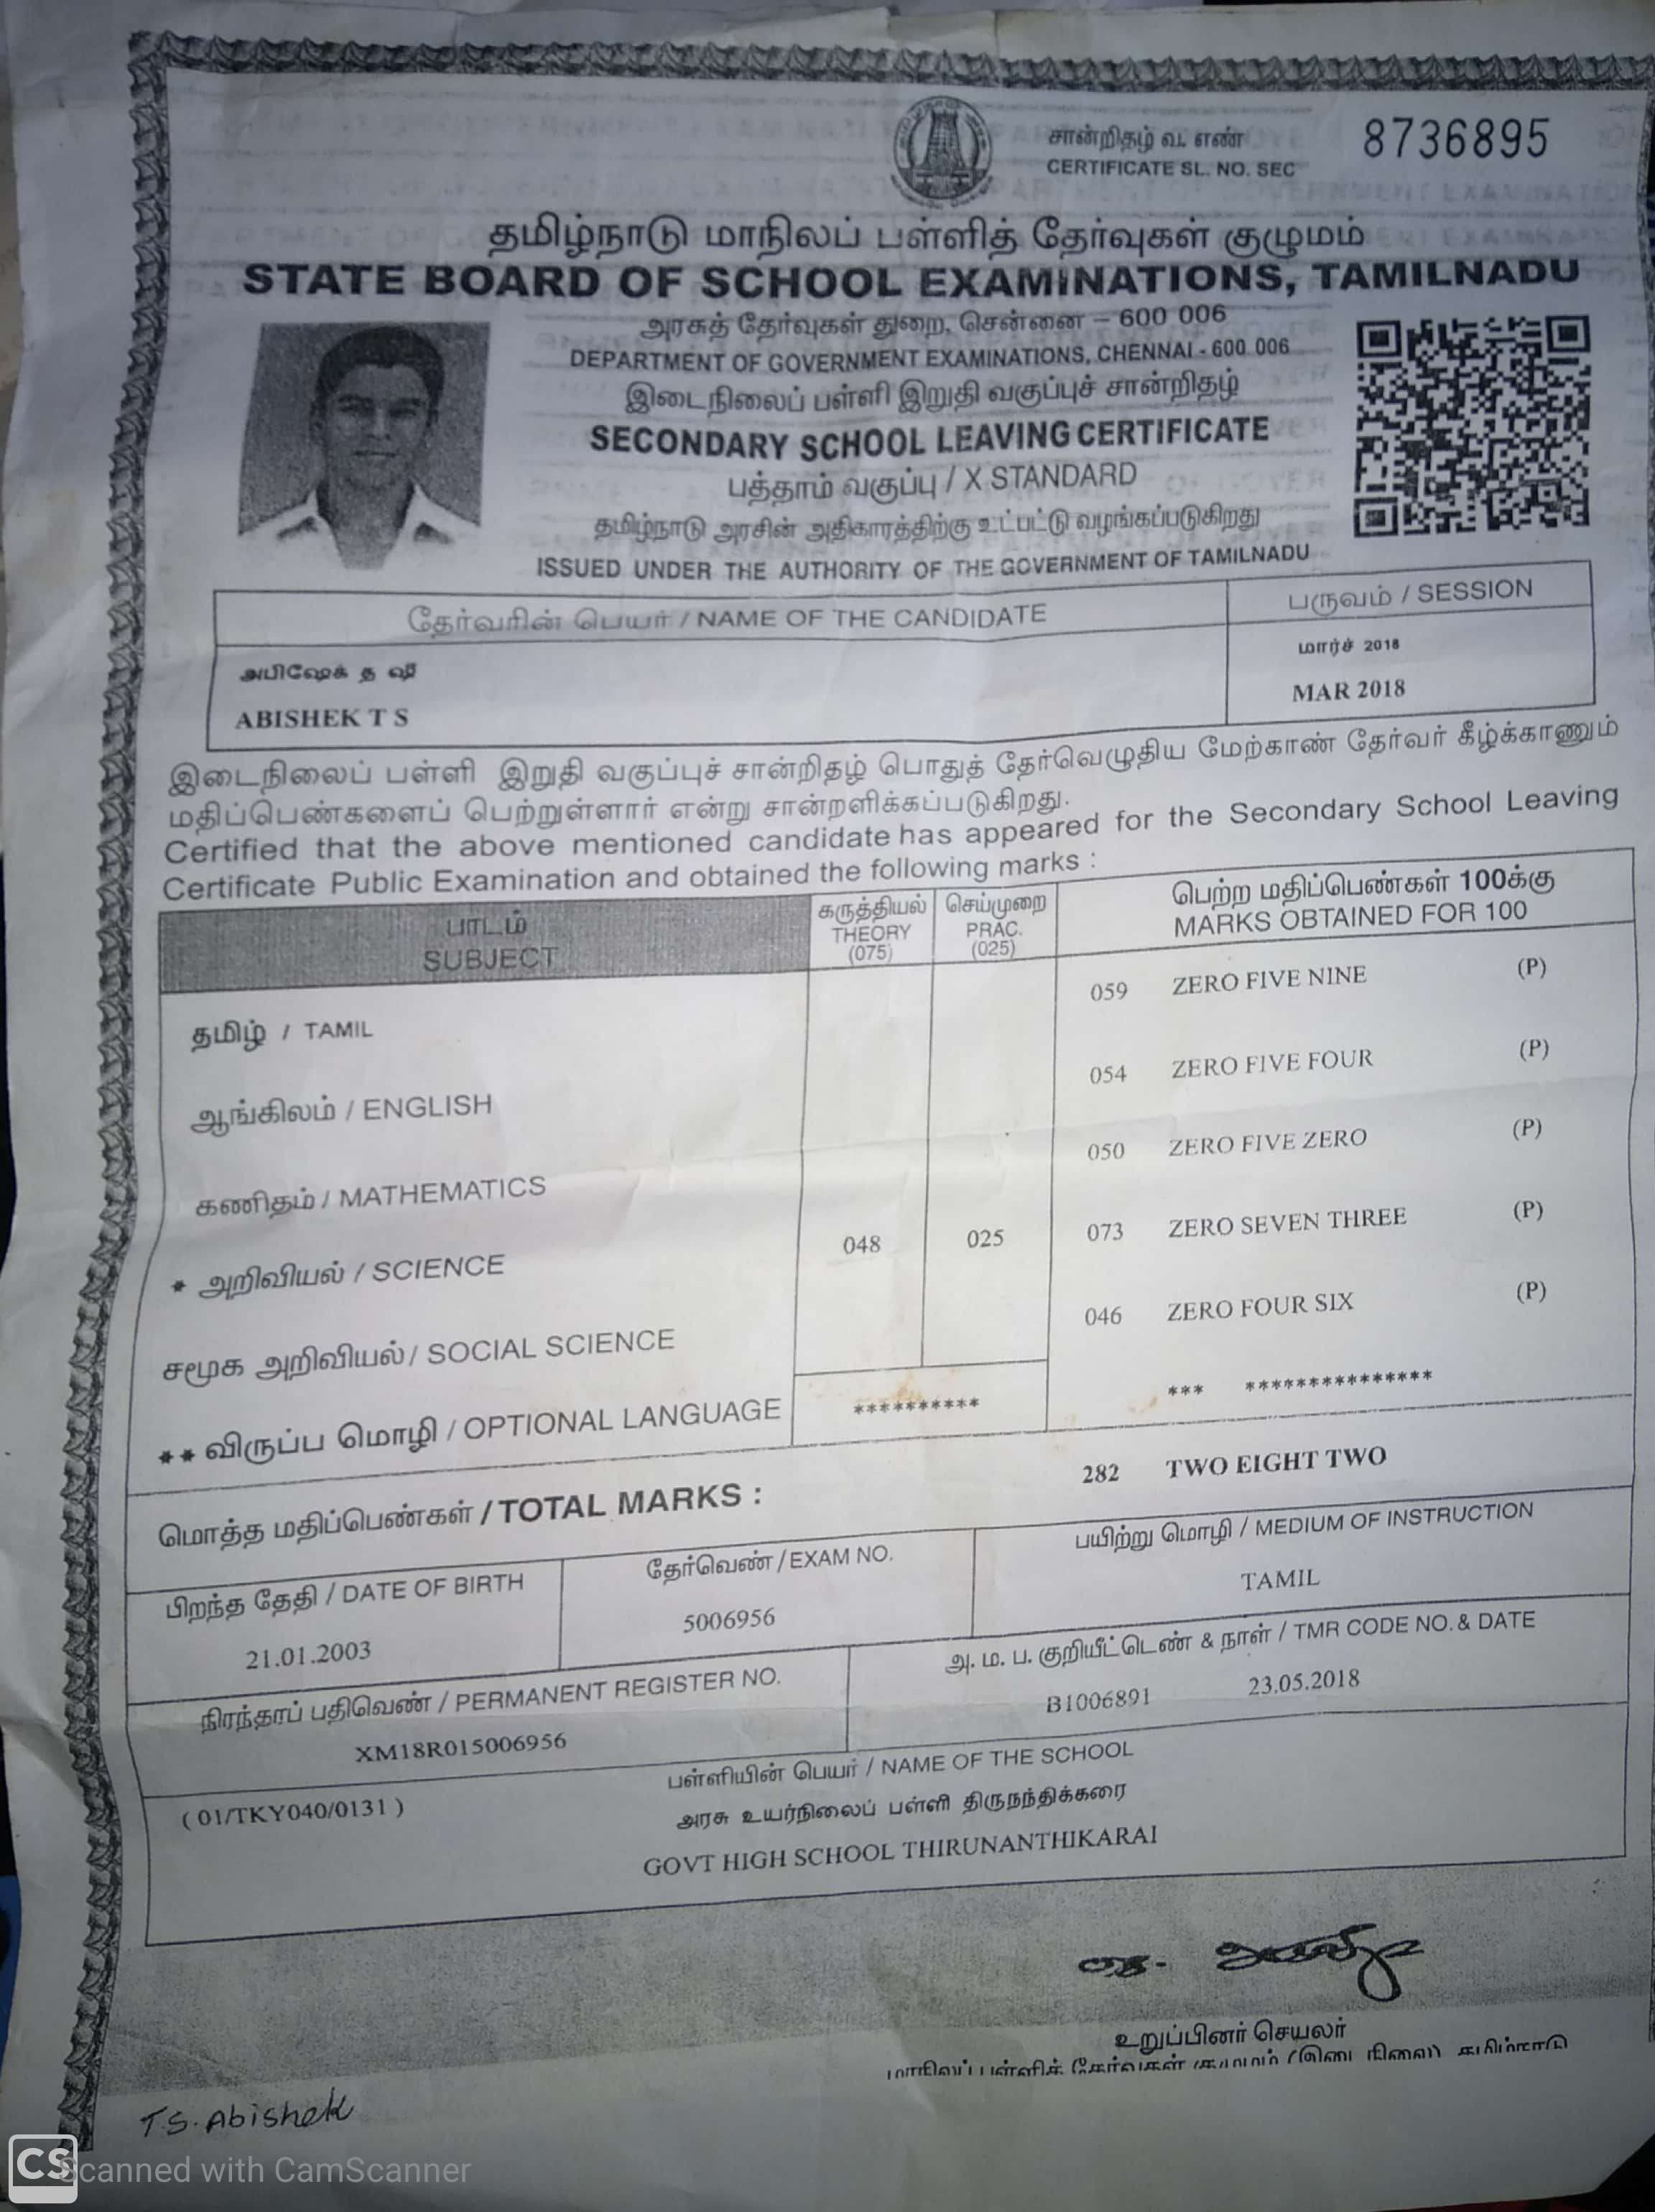 சான்றிதழ் வ. எண்
CERTIFICATE SL. NO. SEC
8736895
தமிழ்நாடு மாநிலப் பள்ளித் தேர்வுகள் குழுமம்
STATE BOARD OF SCHOOL EXAMINATIONS, TAMILNADU
அரசுத் தேர்வுகள் துறை, சென்னை – 600 006
DEPARTMENT OF GOVERNMENT EXAMINATIONS, CHENNAI - 600 006
இடைநிலைப் பள்ளி இறுதி வகுப்புச் சான்றிதழ்
SECONDARY SCHOOL LEAVING CERTIFICATE
பத்தாம் வகுப்பு / X STANDARD
தமிழ்நாடு அரசின் அதிகாரத்திற்கு உட்பட்டு வழங்கப்படுகிறது
ISSUED UNDER THE AUTHORITY OF THE GOVERNMENT OF TAMILNADU
தேர்வரின் பெயர் / NAME OF THE CANDIDATE
பருவம் / SESSION
அபிஷேக் த ஷீ
ABISHEK T S
மார்ச் 2018
MAR 2018
இடைநிலைப் பள்ளி இறுதி வகுப்புச் சான்றிதழ் பொதுத் தேர்வெழுதிய மேற்காண் தேர்வர் கீழ்க்காணும்
மதிப்பெண்களைப் பெற்றுள்ளார் என்று சான்றளிக்கப்படுகிறது.
Certified that the above mentioned candidate has appeared for the Secondary School Leaving
Certificate Public Examination and obtained the following marks :
பாடம்
SUBJECT
கருத்தியல்
THEORY
(075)
செய்முறை
PRAC.
(025)
பெற்ற மதிப்பெண்கள் 100க்கு
MARKS OBTAINED FOR 100
தமிழ் / TAMIL 059 ZERO FIVE NINE (P)
ஆங்கிலம் / ENGLISH 054 ZERO FIVE FOUR (P)
கணிதம் / MATHEMATICS 050 ZERO FIVE ZERO (P)
* அறிவியல் / SCIENCE 048 025 073 ZERO SEVEN THREE (P)
சமூக அறிவியல் / SOCIAL SCIENCE 046 ZERO FOUR SIX (P)
** விருப்ப மொழி / OPTIONAL LANGUAGE ********** *** ***************
மொத்த மதிப்பெண்கள் / TOTAL MARKS : 282 TWO EIGHT TWO
பிறந்த தேதி / DATE OF BIRTH
21.01.2003
தேர்வெண் / EXAM NO.
5006956
பயிற்று மொழி / MEDIUM OF INSTRUCTION
TAMIL
நிரந்தரப் பதிவெண் / PERMANENT REGISTER NO.
XM18R015006956
அ. ம. ப. குறியீட்டெண் & நாள் / TMR CODE NO. & DATE
B1006891 23.05.2018
பள்ளியின் பெயர் / NAME OF THE SCHOOL
( 01/TKY040/0131 )
அரசு உயர்நிலைப் பள்ளி திருநந்திக்கரை
GOVT HIGH SCHOOL THIRUNANTHIKARAI
உறுப்பினர் செயலர்
மாநிலப் பள்ளித் தேர்வுகள் குழுமம் (இடை நிலை) தமிழ்நாடு
T.S. Abishek
CS Scanned with CamScanner